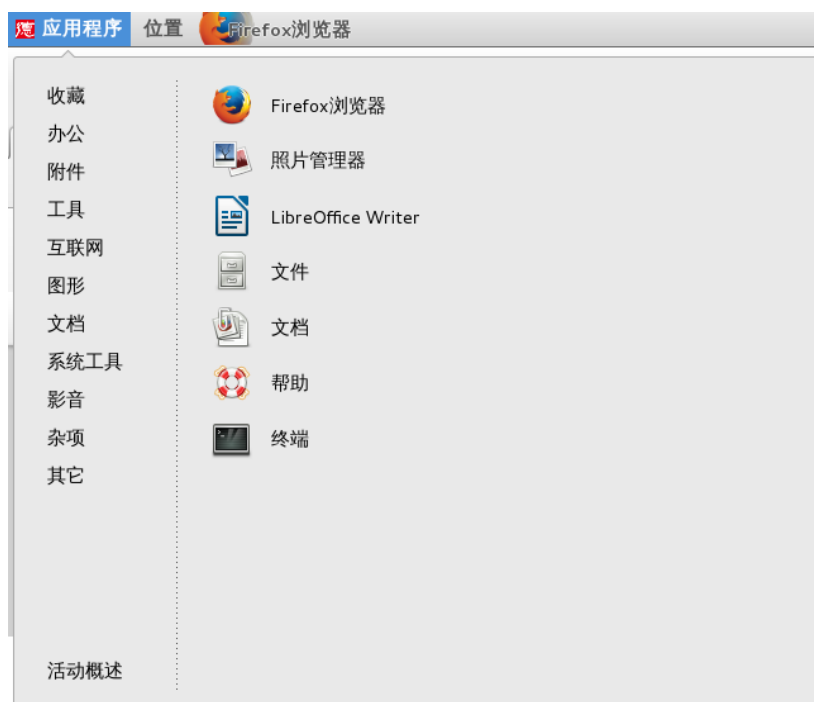 德 应用程序 位置 Firefox浏览器
收藏
办公
附件
工具
互联网
图形
文档
系统工具
影音
杂项
其它
活动概述
Firefox浏览器
照片管理器
LibreOffice Writer
文件
文档
帮助
终端